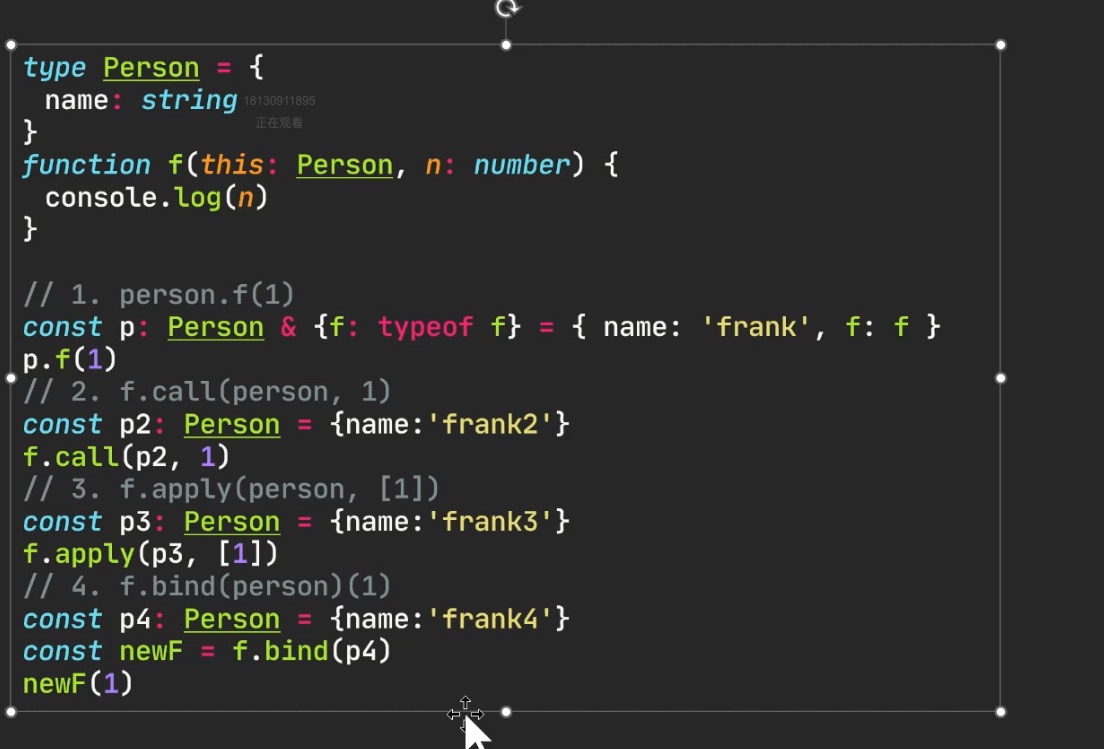 type Person = {
  name: string
18130911895
正在观看
}
function f(this: Person, n: number) {
  console.log(n)
}
// 1. person.f(1)
const p: Person & {f: typeof f} = { name: 'frank', f: f }
p.f(1)
// 2. f.call(person, 1)
const p2: Person = {name:'frank2'}
f.call(p2, 1)
// 3. f.apply(person, [1])
const p3: Person = {name:'frank3'}
f.apply(p3, [1])
// 4. f.bind(person)(1)
const p4: Person = {name:'frank4'}
const newF = f.bind(p4)
newF(1)